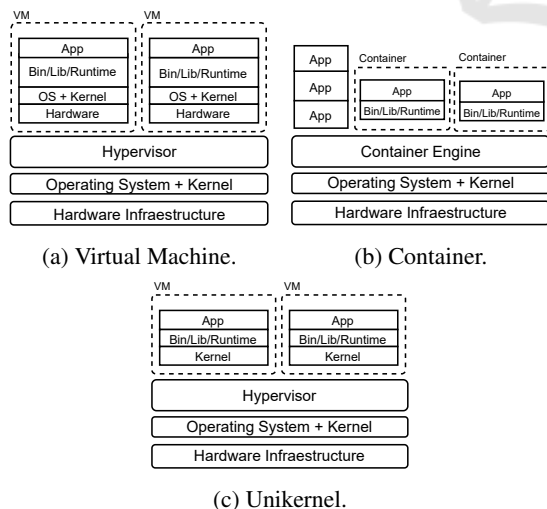 VM
VM
App
App
Bin/Lib/Runtime
Bin/Lib/Runtime
OS + Kernel
OS + Kernel
Hardware
Hardware
Hypervisor
Operating System + Kernel
Hardware Infraestructure
(a) Virtual Machine.
App
App
App
Container
Container
App
App
Bin/Lib/Runtime
Bin/Lib/Runtime
Container Engine
Operating System + Kernel
Hardware Infraestructure
(b) Container.
VM
VM
App
App
Bin/Lib/Runtime
Bin/Lib/Runtime
Kernel
Kernel
Hypervisor
Operating System + Kernel
Hardware Infraestructure
(c) Unikernel.